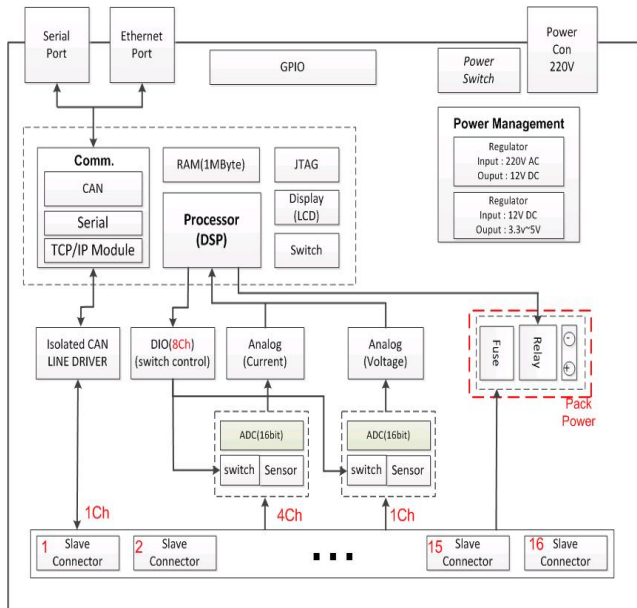 Serial
Port
Ethernet
Port
GPIO
Power
Switch
Power
Con
220V
Power Management
Regulator
Input : 220V AC
Ouput : 12V DC
Regulator
Input : 12V DC
Output : 3.3v~5V
Comm.
CAN
Serial
TCP/IP Module
RAM(1MByte)
JTAG
Processor
(DSP)
Display
(LCD)
Switch
Isolated CAN
LINE DRIVER
DIO(8Ch)
(switch control)
Analog
(Current)
Analog
(Voltage)
Fuse
Relay
-
+
Pack
Power
ADC(16bit)
switch
Sensor
ADC(16bit)
switch
Sensor
1Ch
4Ch
1Ch
1 Slave
Connector
2 Slave
Connector
...
15 Slave
Connector
16 Slave
Connector